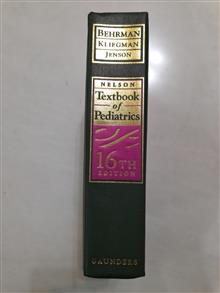 BEHRMAN
KLIEGMAN
JENSON
NELSON
Textbook
of
Pediatrics
16TH
EDITION
SAUNDERS